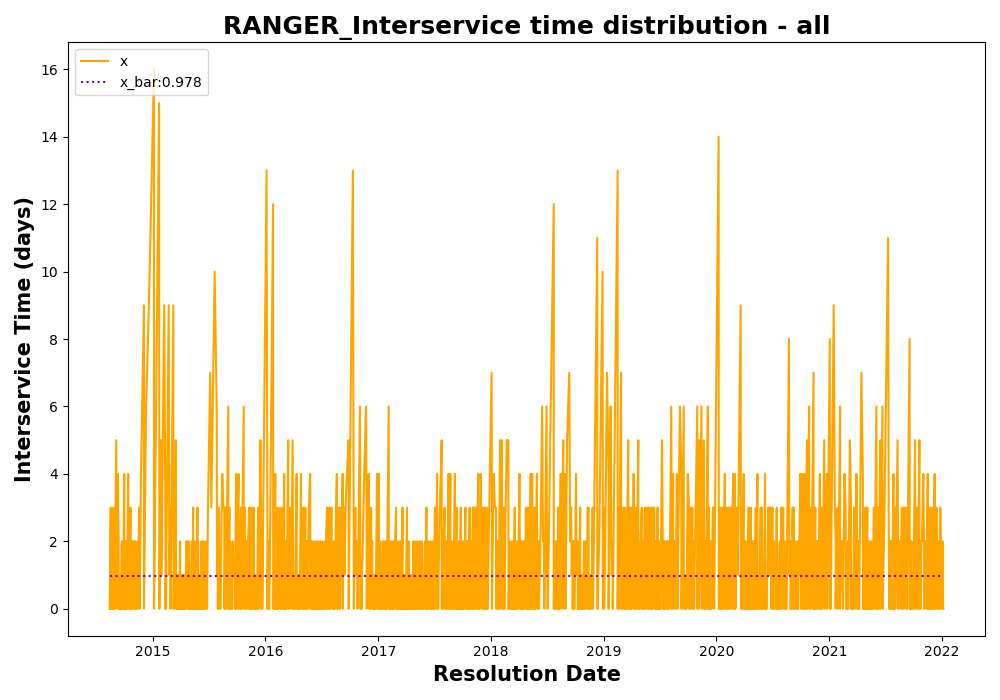 RANGER_Interservice time distribution - all
x
x_bar:0.978
Interservice Time (days)
16
14
12
10
8
6
4
2
0
2015 2016 2017 2018 2019 2020 2021 2022
Resolution Date